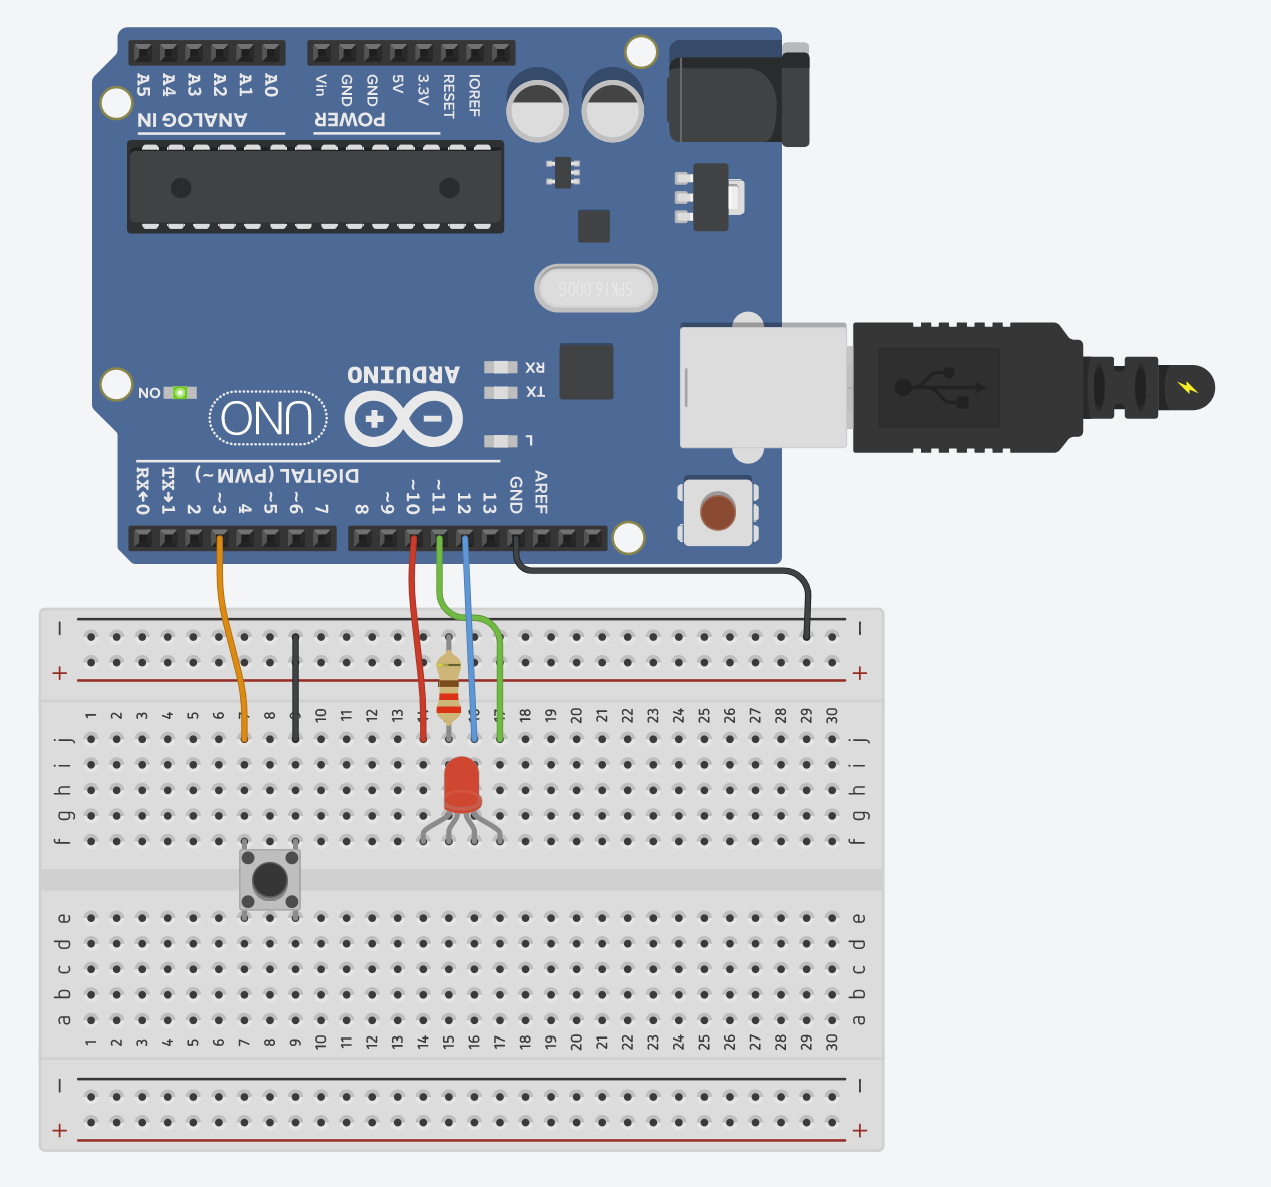 A5 A4 A3 A2 A1 A0
Vin GND GND 5V 3.3V RESET IOREF
ANALOG IN
POWER
SPK16.000G
RX
TX
L
ARDUINO
ON
UNO
DIGITAL (PWM~)
RX←0 TX→1 2 ~3 4 ~5 ~6 7
8 ~9 ~10 ~11 12 13 GND AREF
− −
+ +
1 2 3 4 5 6 7 8 9 10 11 12 13 14 15 16 17 18 19 20 21 22 23 24 25 26 27 28 29 30
j j
i i
h h
g g
f f
e e
d d
c c
b b
a a
1 2 3 4 5 6 7 8 9 10 11 12 13 14 15 16 17 18 19 20 21 22 23 24 25 26 27 28 29 30
− −
+ +